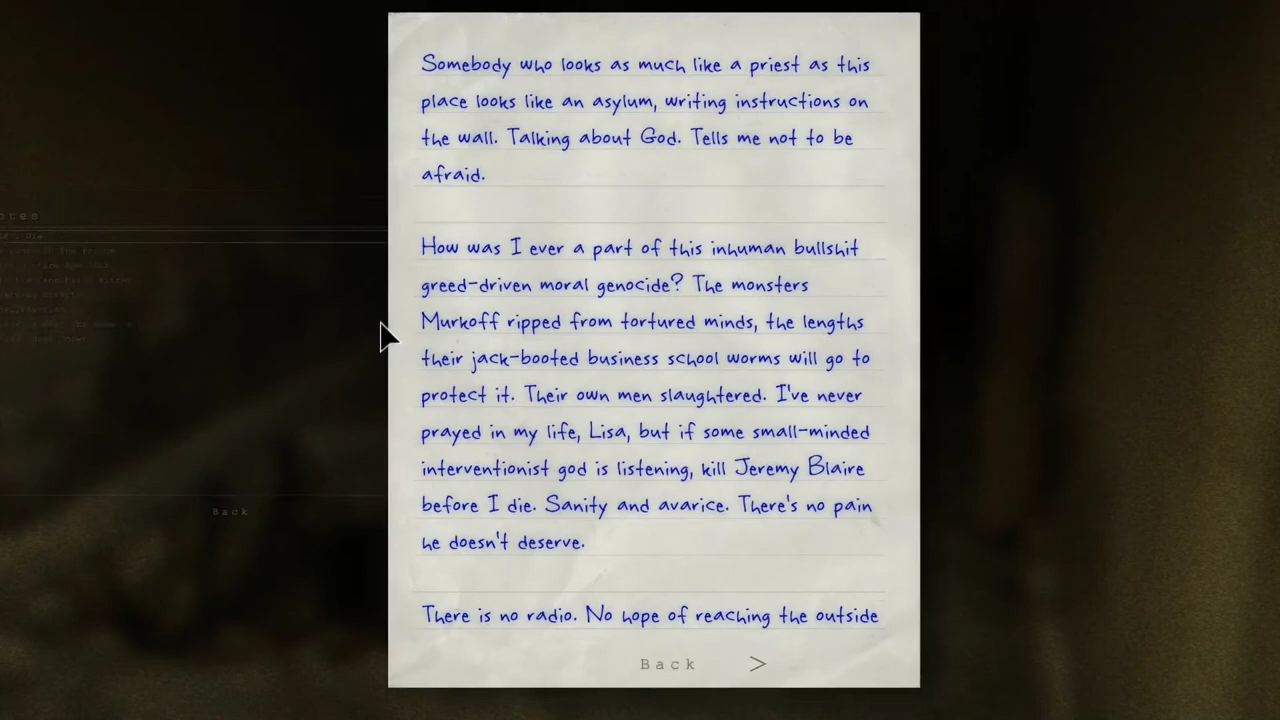 Somebody who looks as much like a priest as this
place looks like an asylum, writing instructions on
the wall. Talking about God. Tells me not to be
afraid.
How was I ever a part of this inhuman bullshit
greed-driven moral genocide? The monsters
Murkoff ripped from tortured minds, the lengths
their jack-booted business school worms will go to
protect it. Their own men slaughtered. I've never
prayed in my life, Lisa, but if some small-minded
interventionist god is listening, kill Jeremy Blaire
before I die. Sanity and avarice. There's no pain
he doesn't deserve.
There is no radio. No hope of reaching the outside
Back >
Back